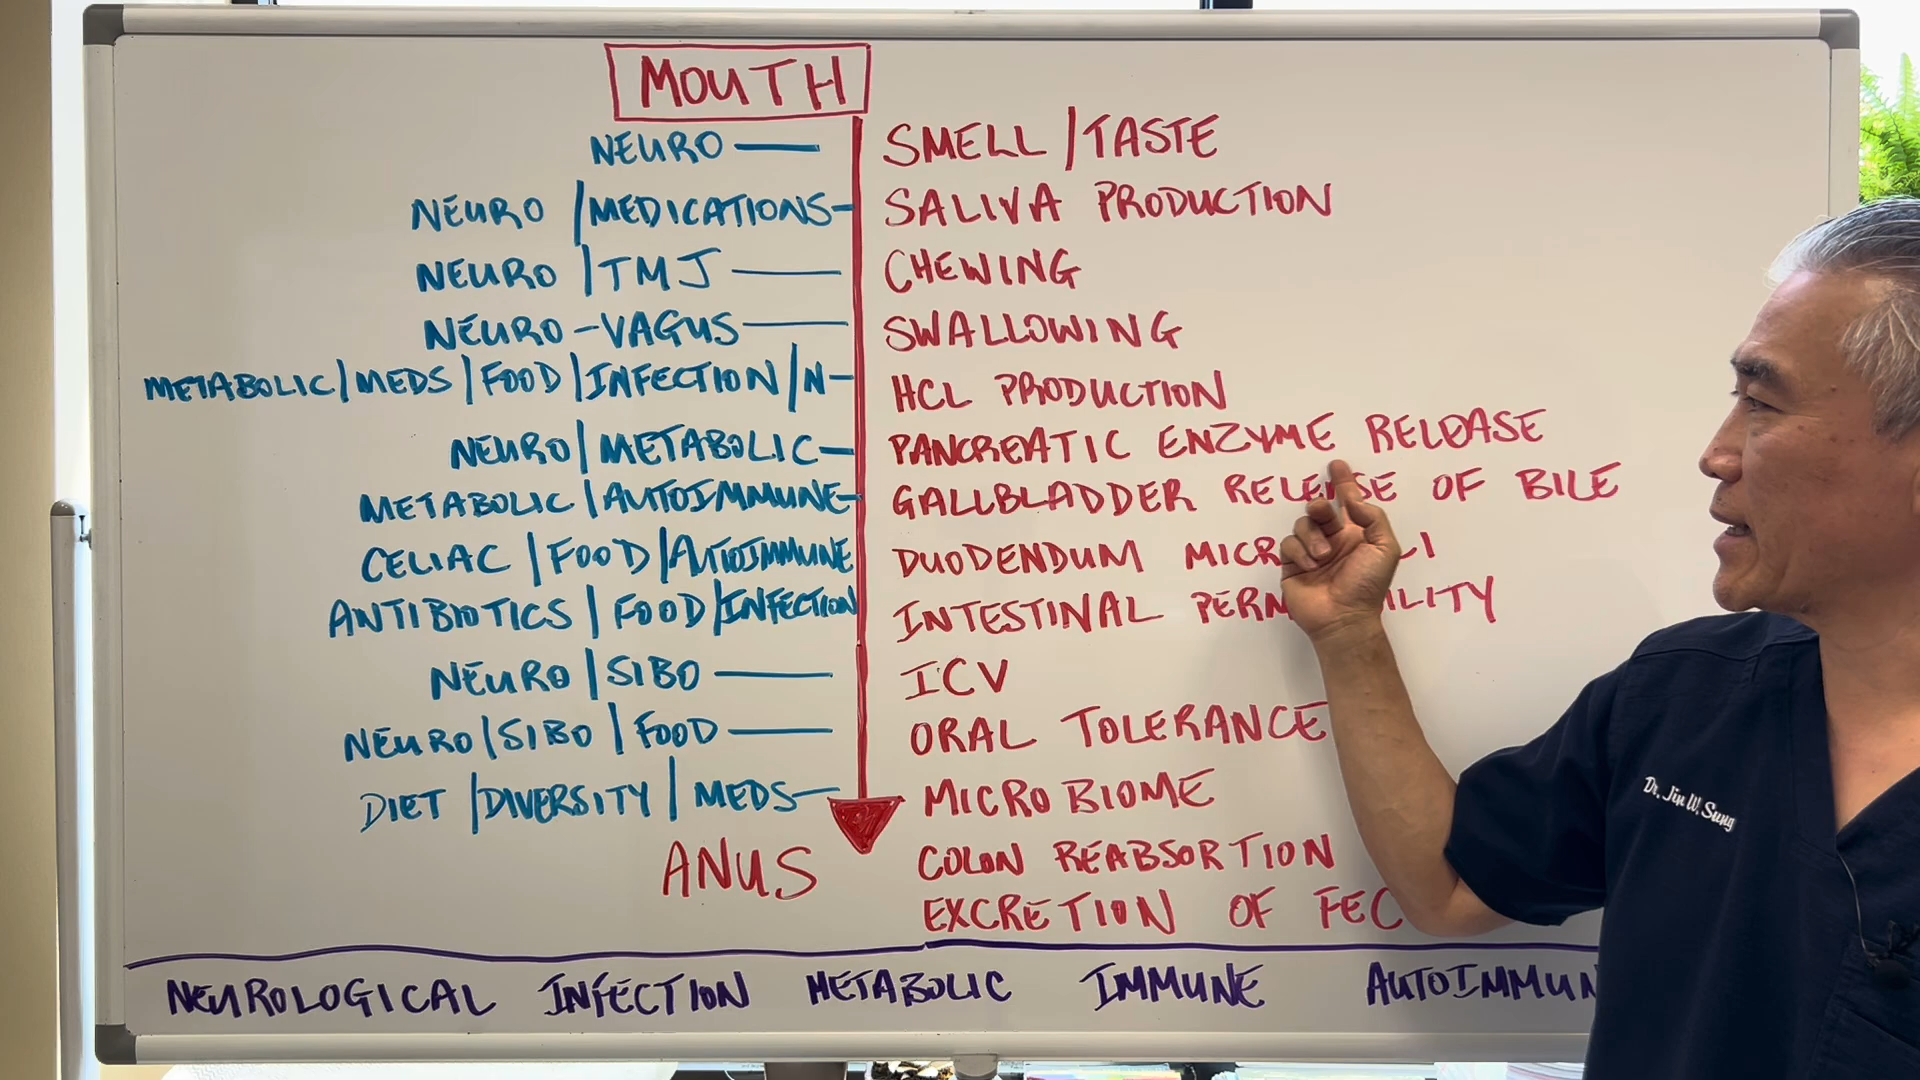 MOUTH
NEURO — SMELL / TASTE
NEURO / MEDICATIONS - SALIVA PRODUCTION
NEURO / TMJ — CHEWING
NEURO - VAGUS — SWALLOWING
METABOLIC / MEDS / FOOD / INFECTION / N - HCL PRODUCTION
NEURO / METABOLIC - PANCREATIC ENZYME RELEASE
METABOLIC / AUTOIMMUNE - GALLBLADDER RELEASE OF BILE
CELIAC / FOOD / AUTOIMMUNE DUODENDUM
ANTIBIOTICS / FOOD / INFECTION INTESTINAL
NEURO / SIBO — ICV
NEURO / SIBO / FOOD — ORAL TOLERANCE
DIET / DIVERSITY / MEDS - MICROBIOME
ANUS COLON REABSORTION
EXCRETION OF
NEUROLOGICAL INFECTION METABOLIC IMMUNE
Dr. Jin W. Sung